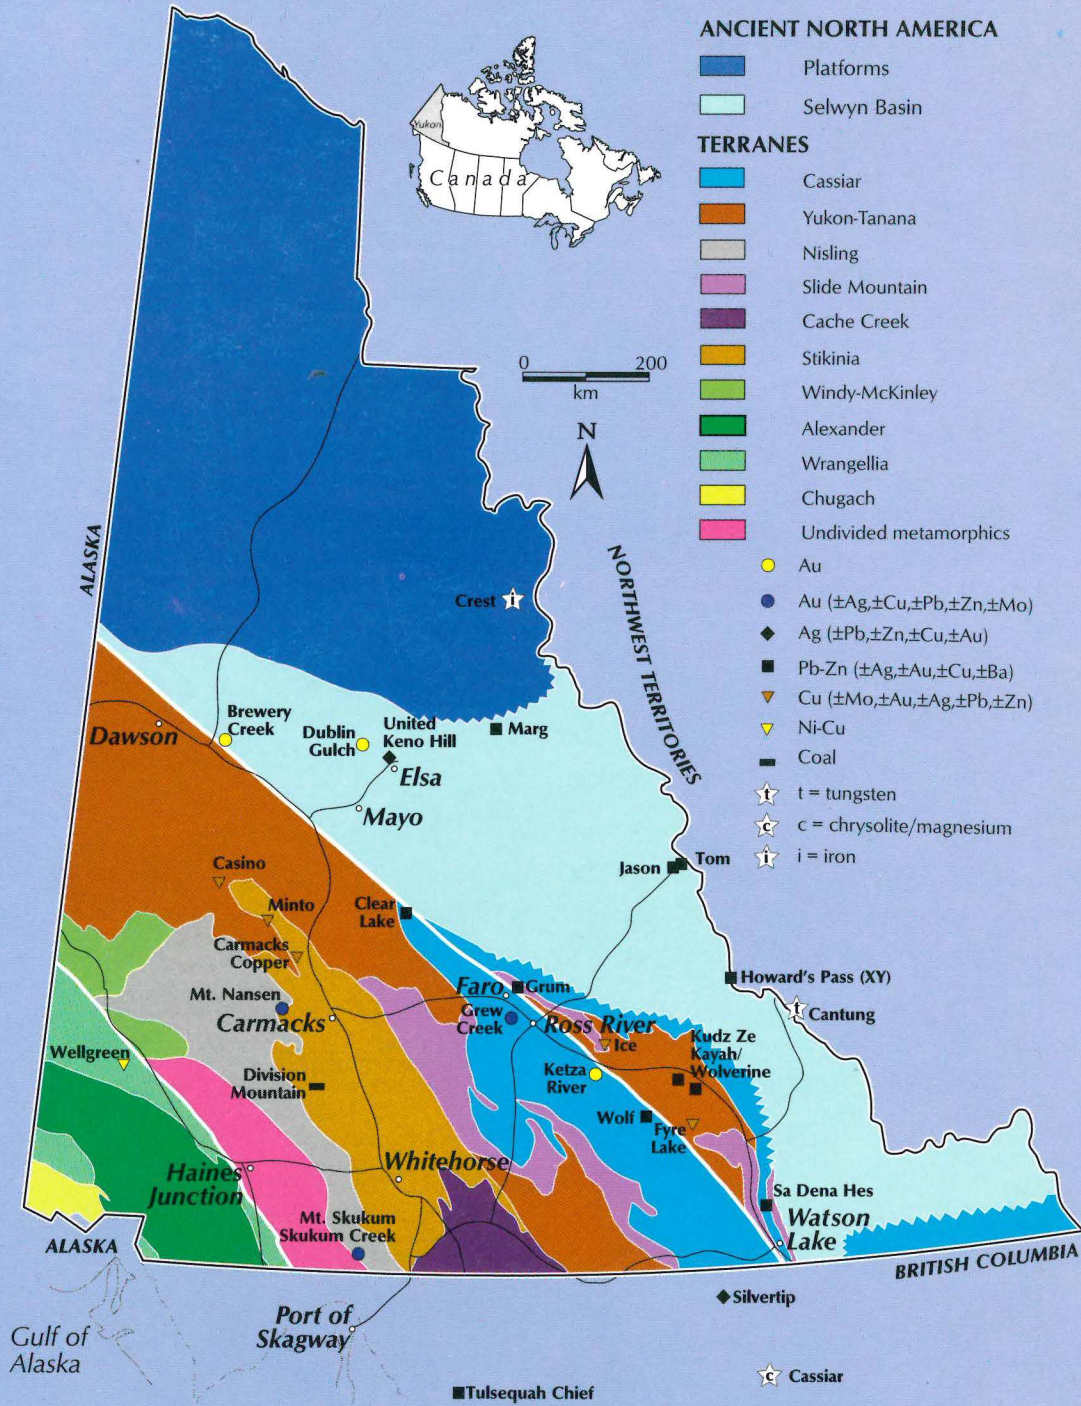 ANCIENT NORTH AMERICA
Platforms
Selwyn Basin
TERRANES
Cassiar
Yukon-Tanana
Nisling
Slide Mountain
Cache Creek
Stikinia
Windy-McKinley
Alexander
Wrangellia
Chugach
Undivided metamorphics
Au
Au (±Ag,±Cu,±Pb,±Zn,±Mo)
Ag (±Pb,±Zn,±Cu,±Au)
Pb-Zn (±Ag,±Au,±Cu,±Ba)
Cu (±Mo,±Au,±Ag,±Pb,±Zn)
Ni-Cu
Coal
t
t = tungsten
c
c = chrysolite/magnesium
i
i = iron
Yukon
Canada
0 200
km
N
ALASKA
NORTHWEST TERRITORIES
Crest
i
Brewery
Creek
Dawson
Dublin
Gulch
United
Keno Hill
Marg
Elsa
Mayo
Casino
Minto
Clear
Lake
Jason
Tom
Carmacks
Copper
Mt. Nansen
Carmacks
Faro
Grum
Grew
Creek
Ross River
Ice
Howard's Pass (XY)
t
Cantung
Kudz Ze
Kayah/
Wolverine
Wellgreen
Division
Mountain
Ketza
River
Wolf
Fyre
Lake
Haines
Junction
Whitehorse
Mt. Skukum
Skukum Creek
Sa Dena Hes
Watson
Lake
ALASKA
BRITISH COLUMBIA
Gulf of
Alaska
Port of
Skagway
Silvertip
c
Cassiar
Tulsequah Chief